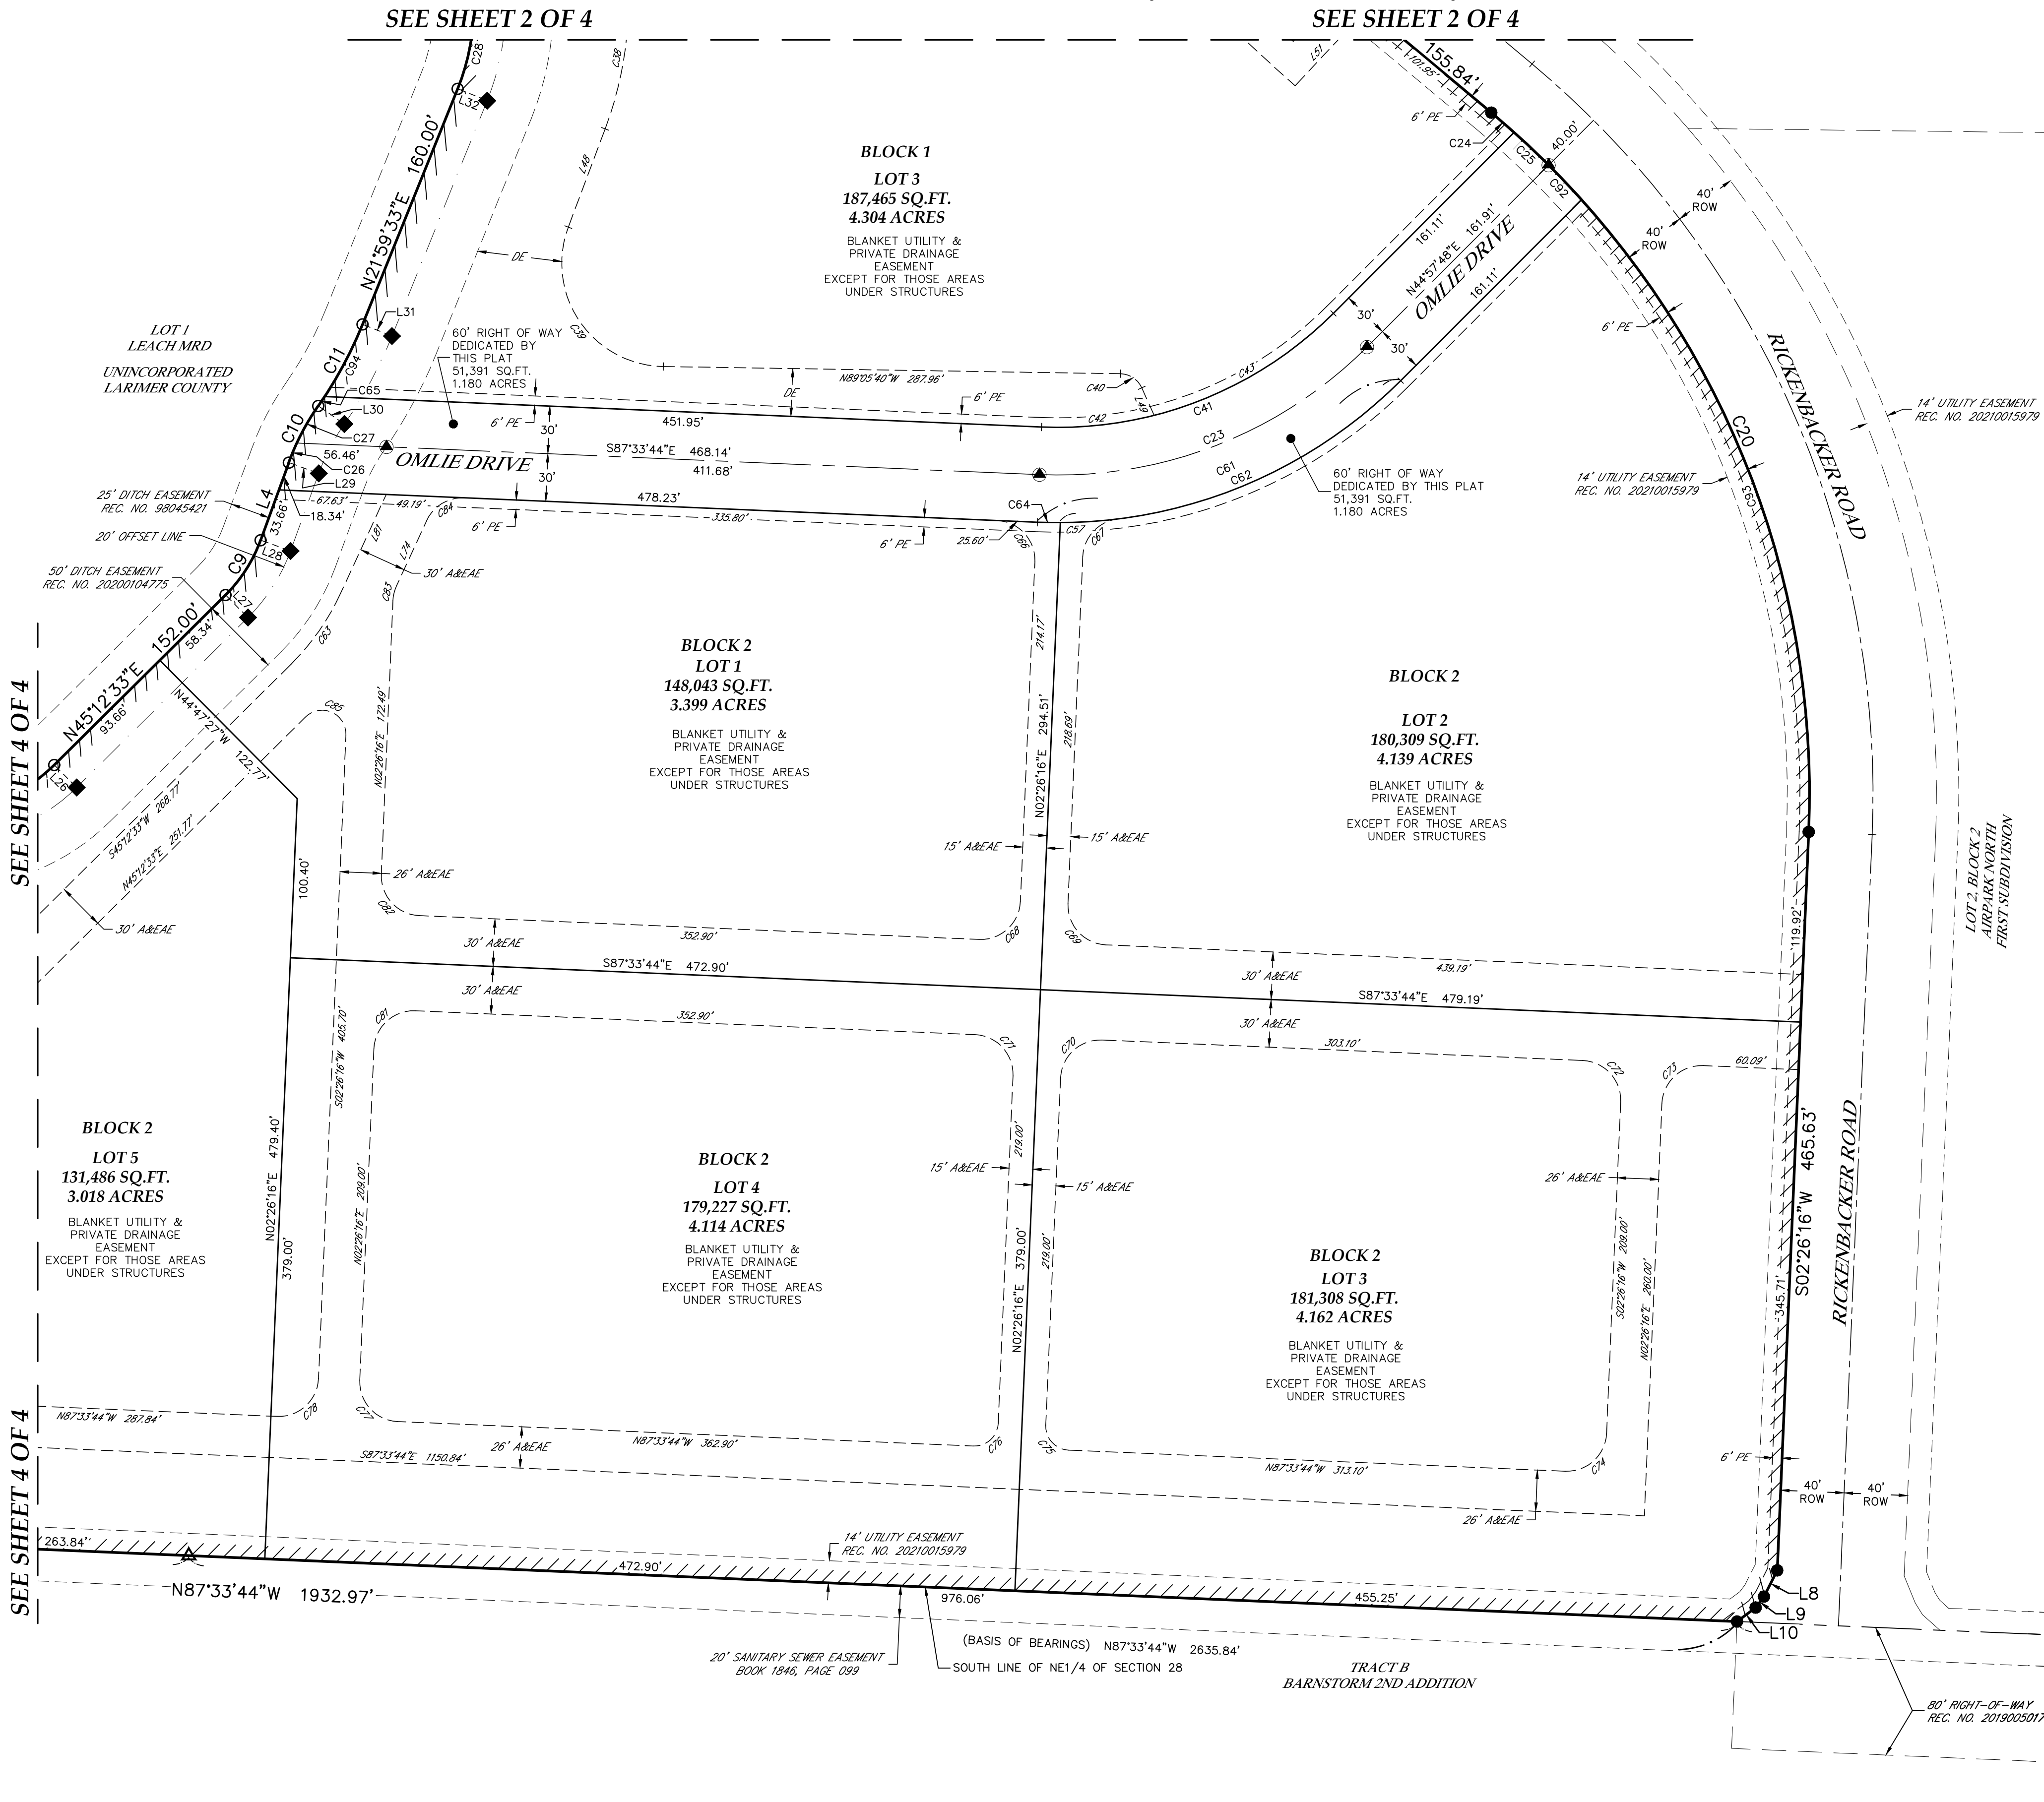 SEE SHEET 2 OF 4
SEE SHEET 2 OF 4
C28
L32
C38
L51
155.84'
101.95'
6' PE
C24
C25
40.00'
C92
40'
ROW
40'
ROW
160.00'
N21°59'33"E
L48
BLOCK 1
LOT 3
187,465 SQ.FT.
4.304 ACRES
BLANKET UTILITY &
PRIVATE DRAINAGE
EASEMENT
EXCEPT FOR THOSE AREAS
UNDER STRUCTURES
DE
C39
161.11'
N44°57'48"E 161.91'
OMLIE DRIVE
161.11'
30'
30'
6' PE
RICKENBACKER ROAD
LOT 1
LEACH MRD
UNINCORPORATED
LARIMER COUNTY
L31
C11
C94
C65
L30
C10
C27
60' RIGHT OF WAY
DEDICATED BY
THIS PLAT
51,391 SQ.FT.
1.180 ACRES
N89°05'40"W 287.96'
DE
C40
L49
C43
6' PE
C42
C41
451.95'
6' PE
30'
56.46'
C26
L29
OMLIE DRIVE
S87°33'44"E 468.14'
411.68'
30'
C23
C61
C62
60' RIGHT OF WAY
DEDICATED BY THIS PLAT
51,391 SQ.FT.
1.180 ACRES
C20
C93
14' UTILITY EASEMENT
REC. NO. 20210015979
14' UTILITY EASEMENT
REC. NO. 20210015979
25' DITCH EASEMENT
REC. NO. 98045421
20' OFFSET LINE
50' DITCH EASEMENT
REC. NO. 20200104775
L4
33.66'
67.63'
18.34'
49.19'
C84
478.23'
335.80'
6' PE
6' PE
25.60'
C64
C57
C66
C67
L28
C9
L27
L81
L74
30' A&EAE
C83
C63
152.00'
58.34'
N45°12'33"E
93.66'
L26
N44°47'27"W
122.77'
C85
N02°26'16"E 172.49'
BLOCK 2
LOT 1
148,043 SQ.FT.
3.399 ACRES
BLANKET UTILITY &
PRIVATE DRAINAGE
EASEMENT
EXCEPT FOR THOSE AREAS
UNDER STRUCTURES
214.17'
N02°26'16"E 294.51'
218.69'
15' A&EAE
15' A&EAE
BLOCK 2
LOT 2
180,309 SQ.FT.
4.139 ACRES
BLANKET UTILITY &
PRIVATE DRAINAGE
EASEMENT
EXCEPT FOR THOSE AREAS
UNDER STRUCTURES
LOT 2, BLOCK 2
AIRPARK NORTH
FIRST SUBDIVISION
SEE SHEET 4 OF 4
S45°12'33"W 268.77'
N45°12'33"E 251.77'
30' A&EAE
100.40'
26' A&EAE
C82
30' A&EAE
352.90'
C68
C69
S87°33'44"E 472.90'
30' A&EAE
439.19'
30' A&EAE
S87°33'44"E 479.19'
30' A&EAE
119.92'
C81
352.90'
C71
C70
303.10'
C72
C73
60.09'
S02°26'16"W 405.70'
BLOCK 2
LOT 5
131,486 SQ.FT.
3.018 ACRES
BLANKET UTILITY &
PRIVATE DRAINAGE
EASEMENT
EXCEPT FOR THOSE AREAS
UNDER STRUCTURES
N02°26'16"E 479.40'
379.00'
N02°26'16"E 209.00'
BLOCK 2
LOT 4
179,227 SQ.FT.
4.114 ACRES
BLANKET UTILITY &
PRIVATE DRAINAGE
EASEMENT
EXCEPT FOR THOSE AREAS
UNDER STRUCTURES
219.00'
15' A&EAE
15' A&EAE
219.00'
N02°26'16"E 379.00'
BLOCK 2
LOT 3
181,308 SQ.FT.
4.162 ACRES
BLANKET UTILITY &
PRIVATE DRAINAGE
EASEMENT
EXCEPT FOR THOSE AREAS
UNDER STRUCTURES
26' A&EAE
S02°26'16"W 209.00'
N02°26'16"E 260.00'
S02°26'16"W 465.63'
345.71'
RICKENBACKER ROAD
SEE SHEET 4 OF 4
N87°33'44"W 287.84'
C78
C77
26' A&EAE
N87°33'44"W 362.90'
C76
C75
S87°33'44"E 1150.84'
N87°33'44"W 313.10'
C74
6' PE
40'
ROW
40'
ROW
26' A&EAE
263.84'
14' UTILITY EASEMENT
REC. NO. 20210015979
472.90'
N87°33'44"W 1932.97'
976.06'
455.25'
L8
L9
L10
20' SANITARY SEWER EASEMENT
BOOK 1846, PAGE 099
(BASIS OF BEARINGS) N87°33'44"W 2635.84'
SOUTH LINE OF NE1/4 OF SECTION 28
TRACT B
BARNSTORM 2ND ADDITION
80' RIGHT-OF-WAY
REC. NO. 2019005017